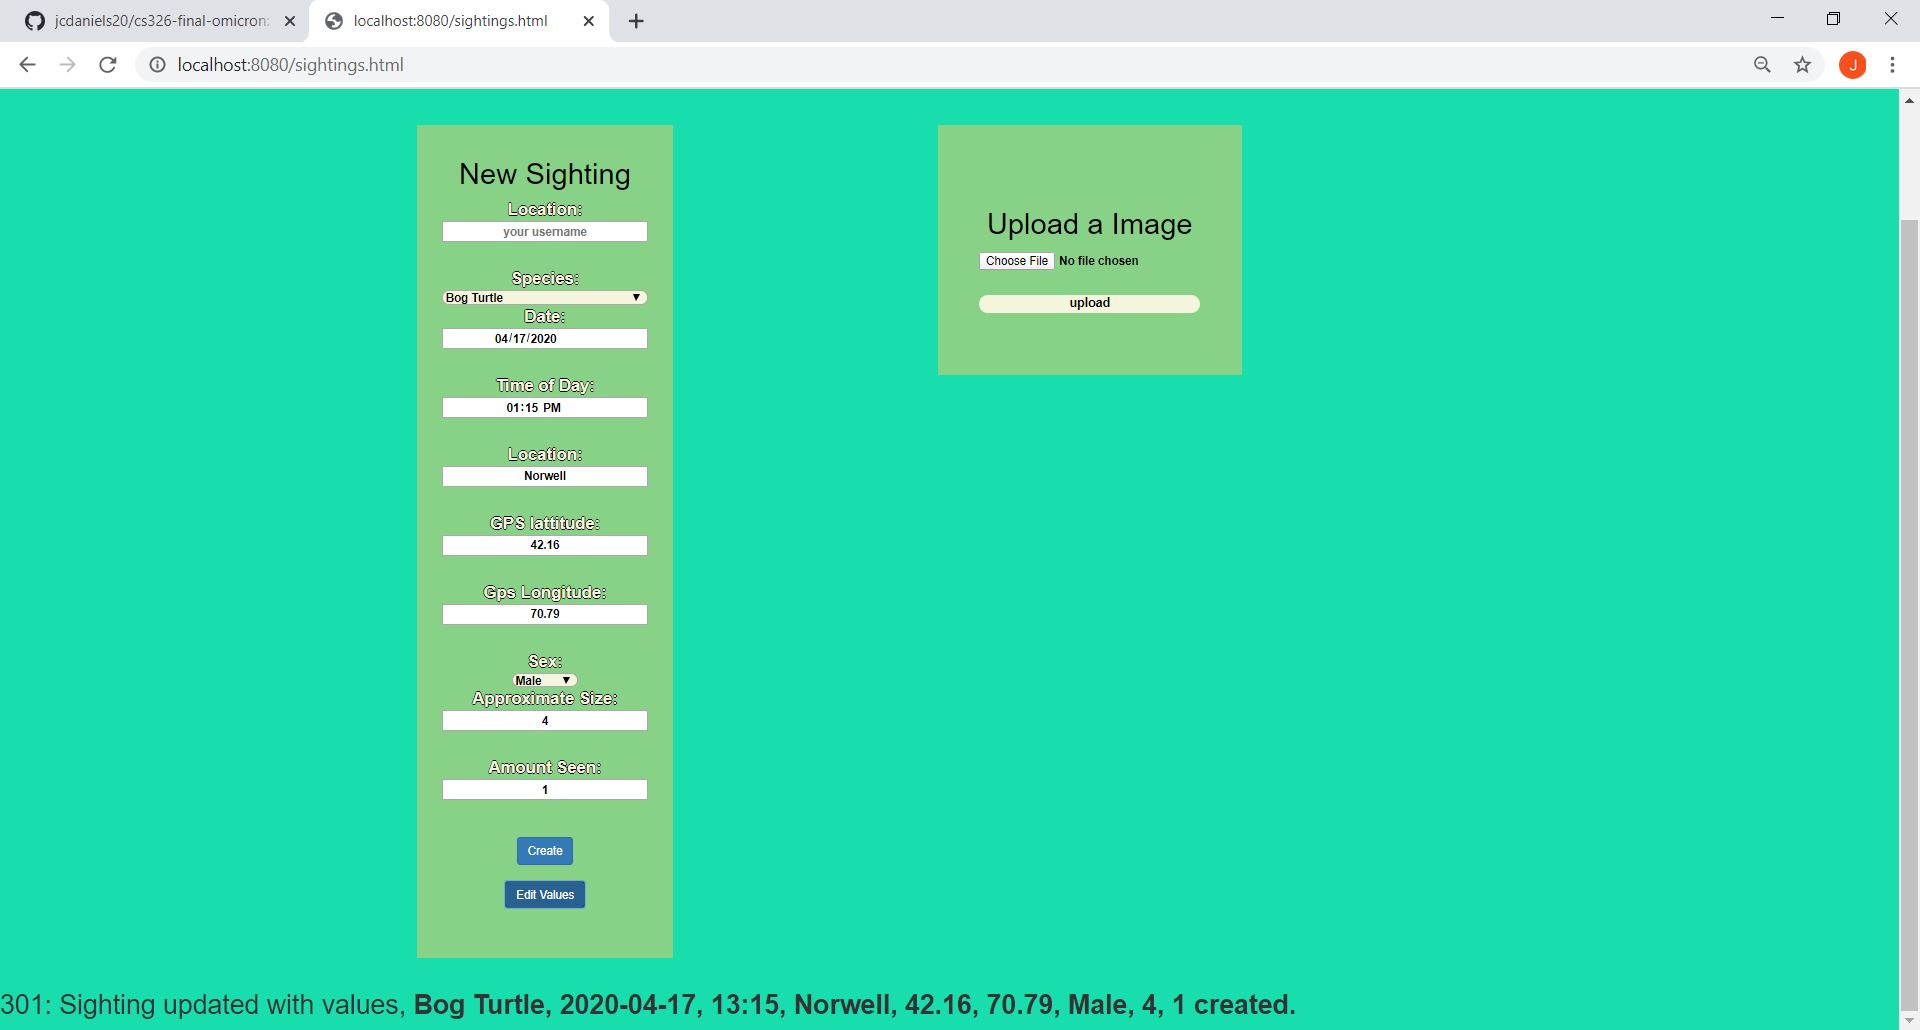 jcdaniels20/cs326-final-omicron:
localhost:8080/sightings.html
localhost:8080/sightings.html
J
New Sighting
Location:
your username
Species:
Bog Turtle
Date:
04/17/2020
Time of Day:
01:15 PM
Location:
Norwell
GPS lattitude:
42.16
Gps Longitude:
70.79
Sex:
Male
Approximate Size:
4
Amount Seen:
1
Create
Edit Values
Upload a Image
Choose File No file chosen
upload
301: Sighting updated with values, Bog Turtle, 2020-04-17, 13:15, Norwell, 42.16, 70.79, Male, 4, 1 created.